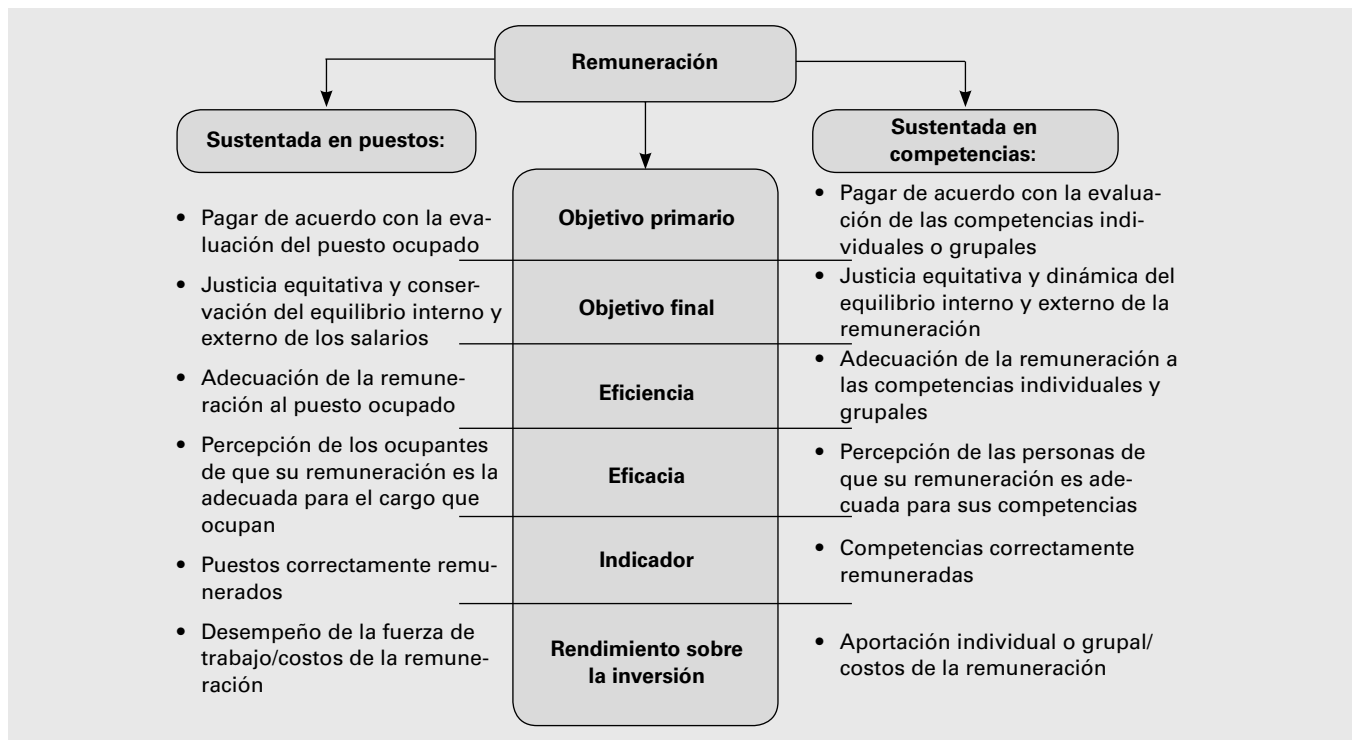 Remuneración
Sustentada en puestos:
• Pagar de acuerdo con la eva-
luación del puesto ocupado
• Justicia equitativa y conser-
vación del equilibrio interno y
externo de los salarios
• Adecuación de la remune-
ración al puesto ocupado
• Percepción de los ocupantes
de que su remuneración es la
adecuada para el cargo que
ocupan
• Puestos correctamente remu-
nerados
• Desempeño de la fuerza de
trabajo/costos de la remune-
ración
Objetivo primario
Objetivo final
Eficiencia
Eficacia
Indicador
Rendimiento sobre
la inversión
Sustentada en
competencias:
• Pagar de acuerdo con la evalua-
ción de las competencias indi-
viduales o grupales
• Justicia equitativa y dinámica del
equilibrio interno y externo de la
remuneración
• Adecuación de la remuneración a
las competencias individuales y
grupales
• Percepción de las personas de
que su remuneración es ade-
cuada para sus competencias
• Competencias correctamente
remuneradas
• Aportación individual o grupal/
costos de la remuneración